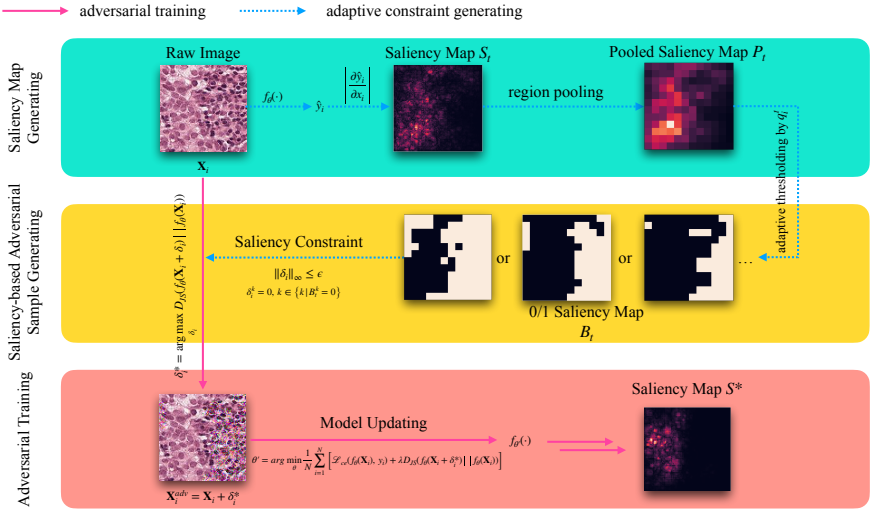 adversarial training
adaptive constraint generating
Saliency Map
Generating
Raw Image
Saliency Map S_t
Pooled Saliency Map P_t
f_θ(·)
ŷ_i
|∂ŷ_i/∂x_i|
region pooling
X_i
adaptive thresholding by q_i^t
Saliency-based Adversarial
Sample Generating
Saliency Constraint
‖δ_i‖_∞ ≤ ϵ
δ_i^k = 0, k ∈ {k|B_t^k = 0}
or
or
...
0/1 Saliency Map
B_t
δ_i* = arg max_{δ_i} D_JS(f_θ(X_i + δ_i)||f_θ(X_i))
Adversarial Training
Saliency Map S*
Model Updating
f_θ′(·)
θ′ = arg min_θ 1/N ∑_{i=1}^N [ℒ_ce(f_θ(X_i), y_i) + λD_JS(f_θ(X_i + δ_i*)||f_θ(X_i))]
X_i^adv = X_i + δ_i*